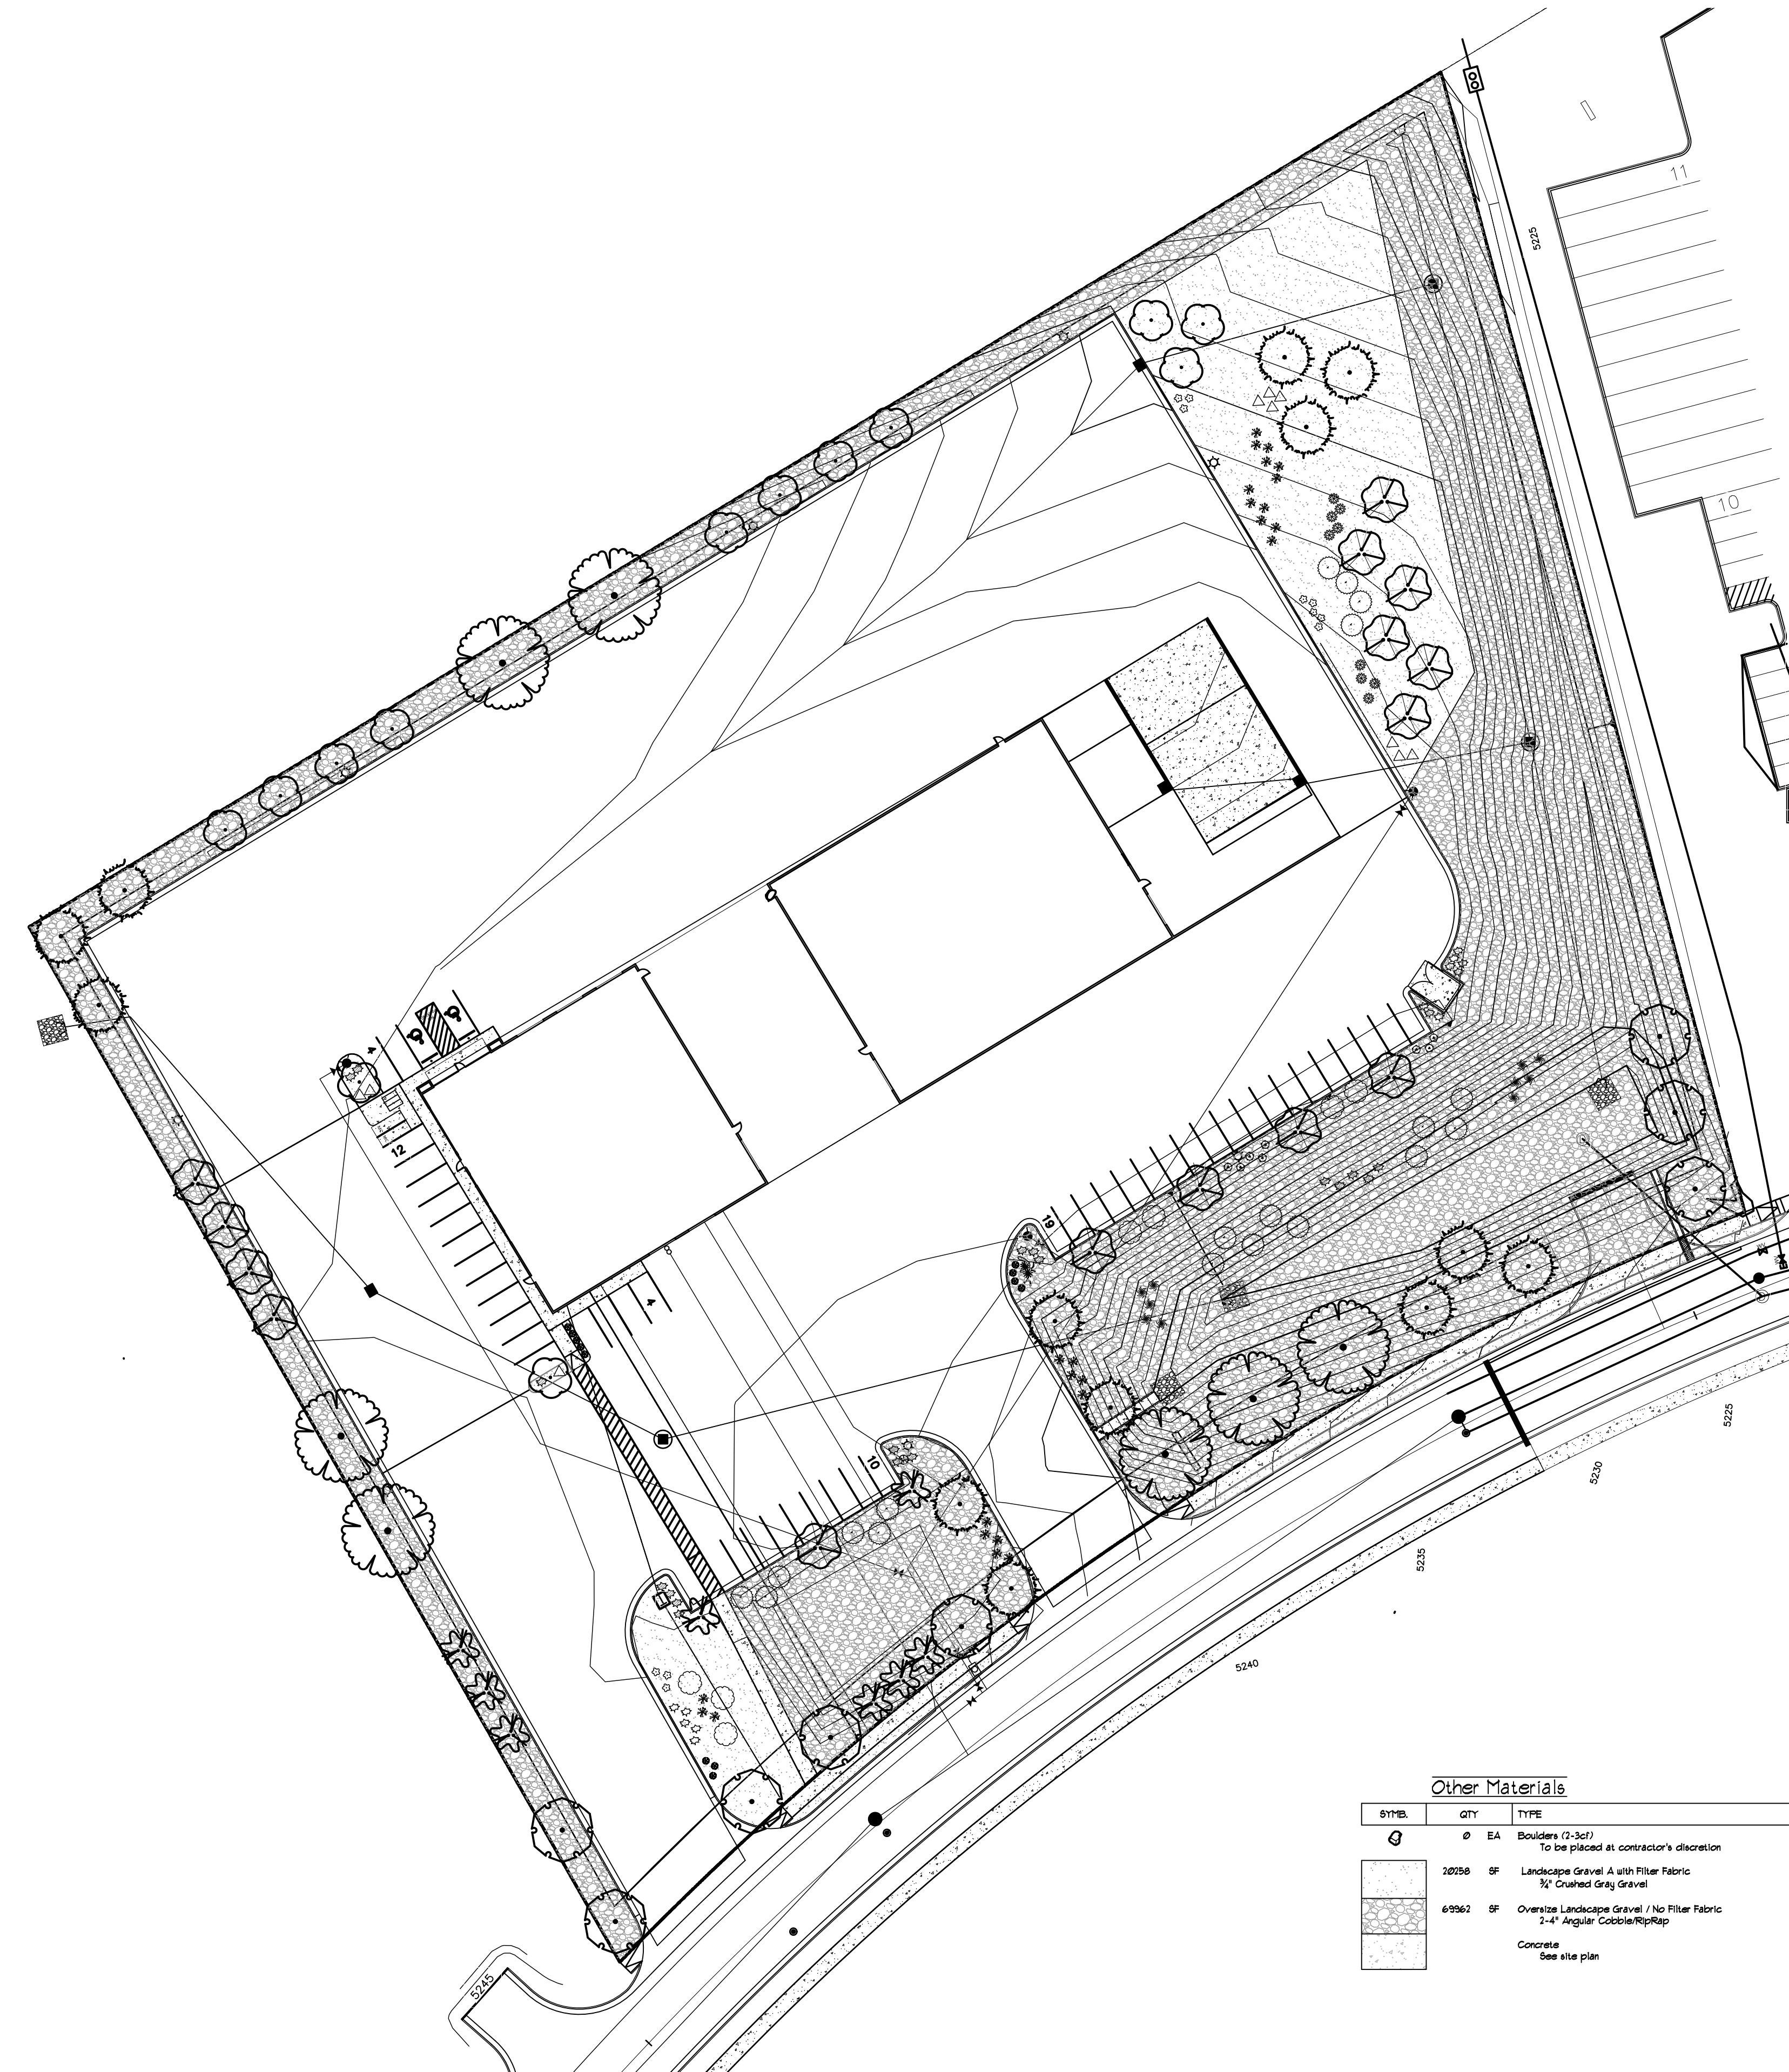 11
5225
10
4
12
19
4
10
5225
5230
5235
5240
5245
Other Materials
SYMB. QTY TYPE
0 EA Boulders (2-3cf)
To be placed at contractor's discretion
20258 SF Landscape Gravel A with Filter Fabric
¾" Crushed Gray Gravel
69962 SF Oversize Landscape Gravel / No Filter Fabric
2-4" Angular Cobble/RipRap
Concrete
See site plan